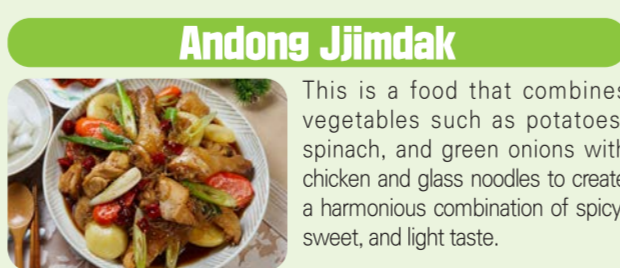 Andong Jjimdak
This is a food that combines
vegetables such as potatoes,
spinach, and green onions with
chicken and glass noodles to create
a harmonious combination of spicy,
sweet, and light taste.